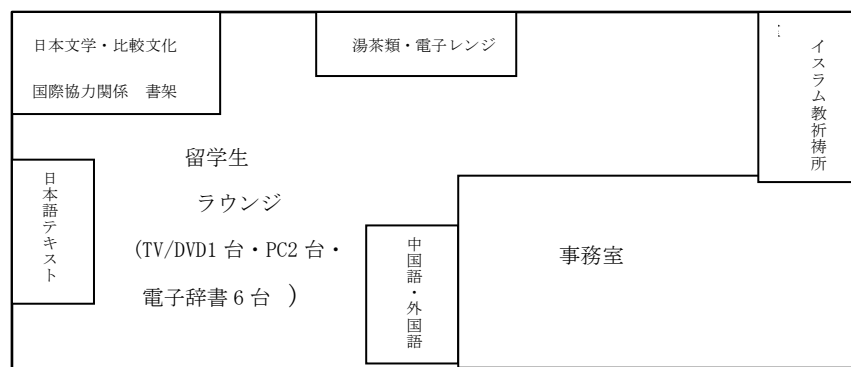 日本文学・比較文化
国際協力関係　書架
湯茶類・電子レンジ
イスラム教祈祷所
留学生
ラウンジ
(TV/DVD1 台・PC2 台・
電子辞書 6 台 )
日本語テキスト
中国語・外国語
事務室